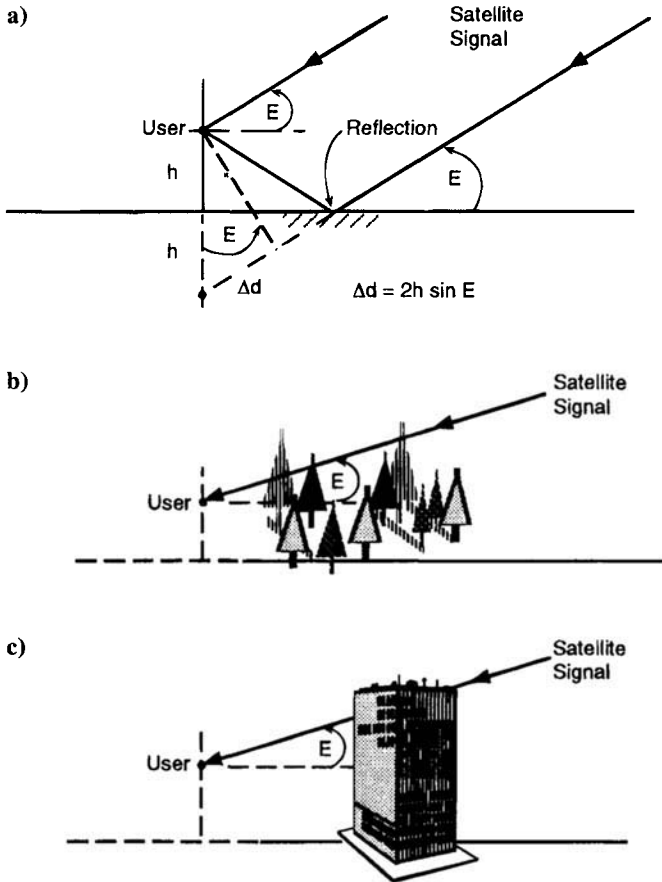 a)
Satellite
Signal
E
User
Reflection
h
E
h
E
Δd
Δd = 2h sin E
b)
Satellite
Signal
E
User
c)
Satellite
Signal
E
User